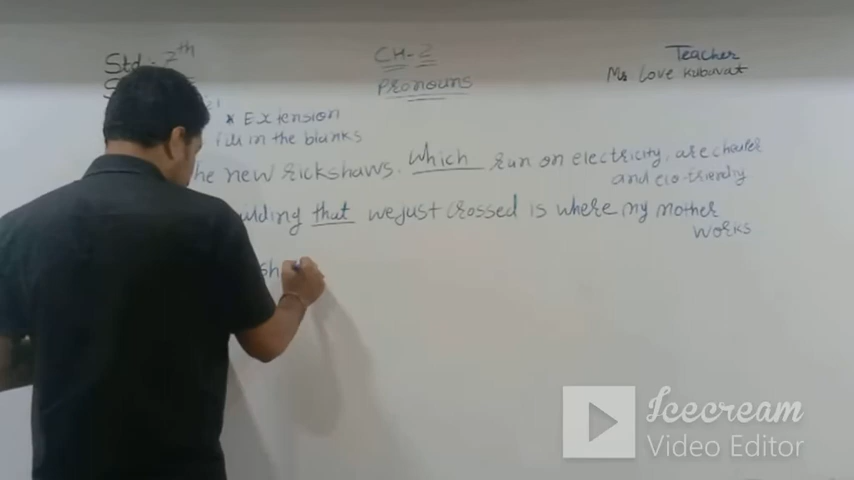 Std:- 7th
CH-2
Pronouns
Teacher
Ms Love Kubavat
* Extension
Fill in the blanks
he new rickshaws, which run on electricity, are cheaper
and eco-friendly
uilding that we just crossed is where my mother
works
sh
Icecream
Video Editor